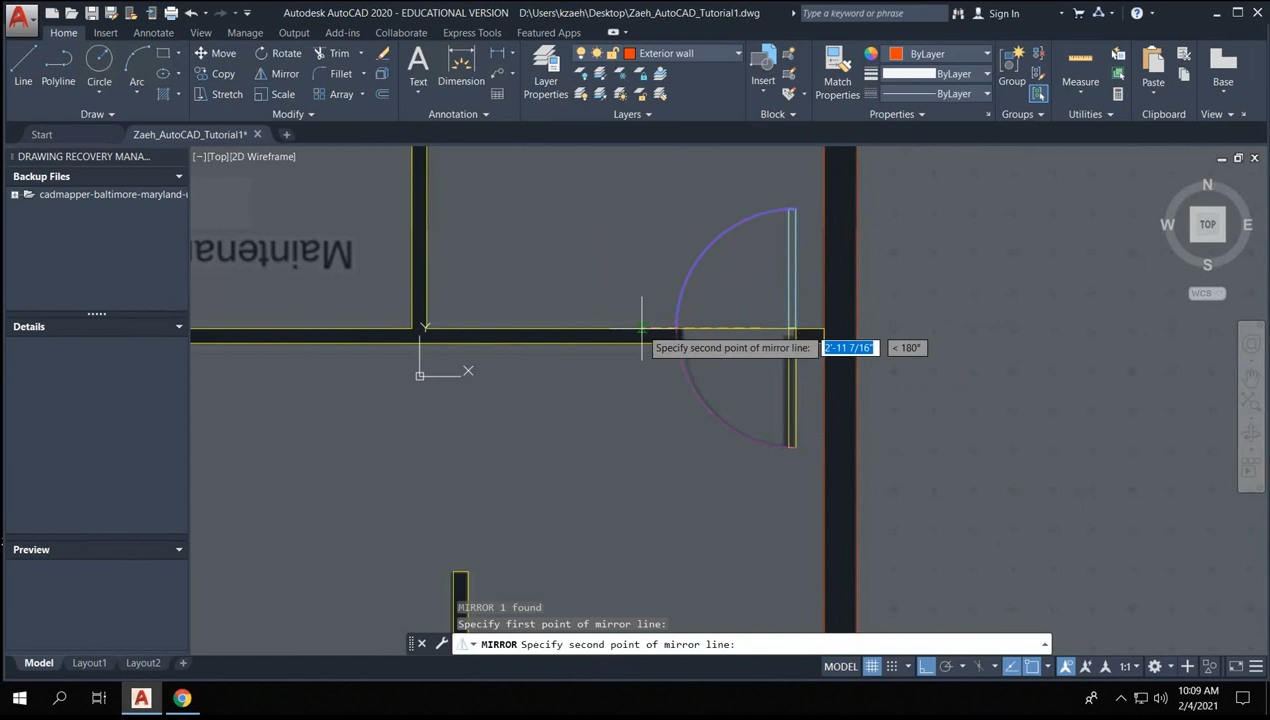 Autodesk AutoCAD 2020 - EDUCATIONAL VERSION D:\Users\kzaeh\Desktop\Zaeh_AutoCAD_Tutorial1.dwg
Type a keyword or phrase
Sign In
Home Insert Annotate View Manage Output Add-ins Collaborate Express Tools Featured Apps
Line Polyline Circle Arc
Move Rotate Trim
Copy Mirror Fillet
Stretch Scale Array
Text Dimension
Layer Properties
Exterior wall
Insert
Match Properties
ByLayer
ByLayer
ByLayer
Group
Measure
Paste
Base
Draw Modify Annotation Layers Block Properties Groups Utilities Clipboard View
Start Zaeh_AutoCAD_Tutorial1*
DRAWING RECOVERY MANA...
[−][Top][2D Wireframe]
Backup Files
cadmapper-baltimore-maryland-u
N
W TOP E
S
WCS
Maintenan
Y
X
Specify second point of mirror line: 2'-11 7/16" < 180°
Details
Preview
MIRROR 1 found
Specify first point of mirror line:
MIRROR Specify second point of mirror line:
Model Layout1 Layout2
MODEL
1:1
10:09 AM
2/4/2021